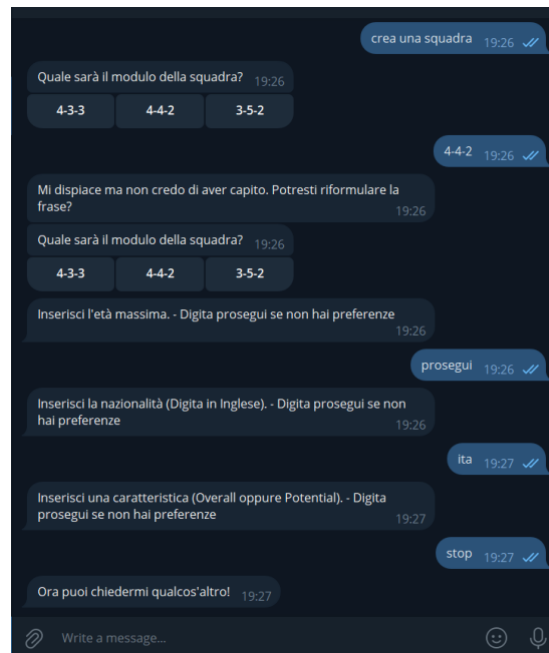 crea una squadra 19:26
Quale sarà il modulo della squadra? 19:26
4-3-3 4-4-2 3-5-2
4-4-2 19:26
Mi dispiace ma non credo di aver capito. Potresti riformulare la
frase? 19:26
Quale sarà il modulo della squadra? 19:26
4-3-3 4-4-2 3-5-2
Inserisci l'età massima. - Digita prosegui se non hai preferenze
19:26
prosegui 19:26
Inserisci la nazionalità (Digita in Inglese). - Digita prosegui se non
hai preferenze 19:26
ita 19:27
Inserisci una caratteristica (Overall oppure Potential). - Digita
prosegui se non hai preferenze 19:27
stop 19:27
Ora puoi chiedermi qualcos'altro! 19:27
Write a message...